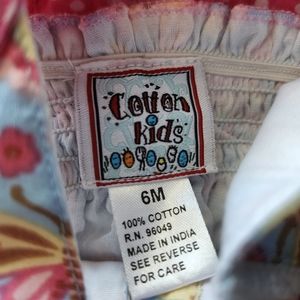 Cotton
kids
6M
100% COTTON
R.N. 96049
MADE IN INDIA
SEE REVERSE
FOR CARE